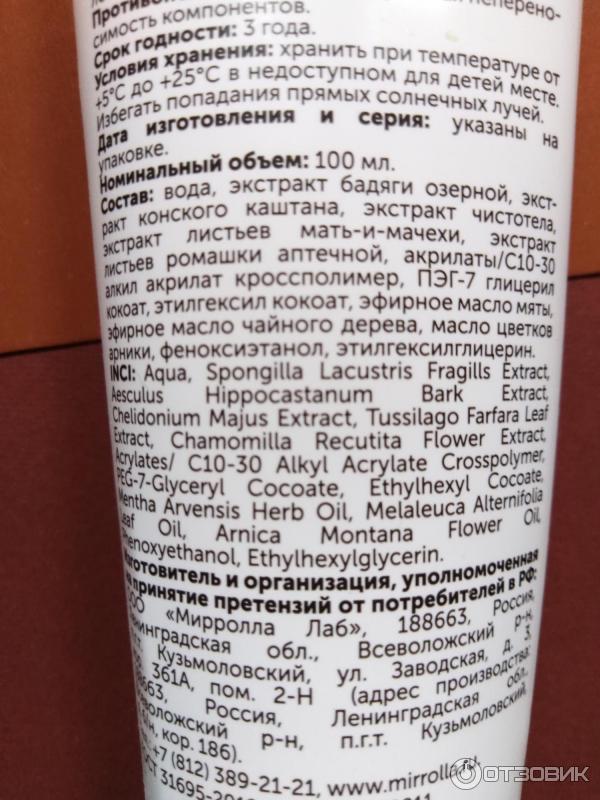 симость компонентов.
Срок годности: 3 года.
Условия хранения: хранить при температуре от
+5°C до +25°C в недоступном для детей месте.
Избегать попадания прямых солнечных лучей.
Дата изготовления и серия: указаны на
упаковке.
Номинальный объем: 100 мл.
Состав: вода, экстракт бадяги озерной, экст-
ракт конского каштана, экстракт чистотела,
экстракт листьев мать-и-мачехи, экстракт
листьев ромашки аптечной, акрилаты/С10-30
алкил акрилат кроссполимер, ПЭГ-7 глицерил
кокоат, этилгексил кокоат, эфирное масло мяты,
эфирное масло чайного дерева, масло цветков
арники, феноксиэтанол, этилгексилглицерин.
INCI: Aqua, Spongilla Lacustris Fragills Extract,
Aesculus Hippocastanum Bark Extract,
Chelidonium Majus Extract, Tussilago Farfara Leaf
Extract, Chamomilla Recutita Flower Extract,
Acrylates/ C10-30 Alkyl Acrylate Crosspolymer,
PEG-7-Glyceryl Cocoate, Ethylhexyl Cocoate,
Mentha Arvensis Herb Oil, Melaleuca Alternifolia
Leaf Oil, Arnica Montana Flower Oil,
Phenoxyethanol, Ethylhexylglycerin.
Изготовитель и организация, уполномоченная
на принятие претензий от потребителей в РФ:
ООО «Мирролла Лаб», 188663, Россия,
Ленинградская обл., Всеволожский р-н,
Кузьмоловский, ул. Заводская, д. 3,
361А, пом. 2-Н (адрес производства:
188663, Россия, Ленинградская обл.,
Всеволожский р-н, п.г.т. Кузьмоловский,
кор. 186).
+7 (812) 389-21-21, www.mirrolla.ru
ОТЗОВИК